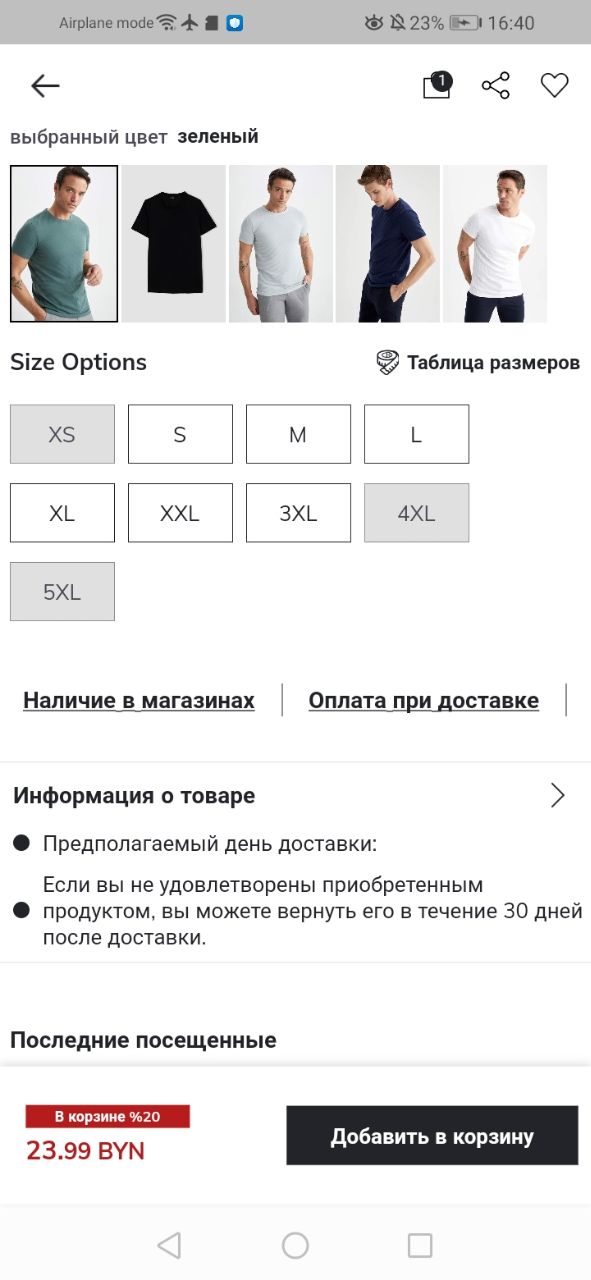 Airplane mode 23% 16:40
1
выбранный цвет зеленый
Size Options Таблица размеров
XS S M L
XL XXL 3XL 4XL
5XL
Наличие в магазинах Оплата при доставке
Информация о товаре
Предполагаемый день доставки:
Если вы не удовлетворены приобретенным
продуктом, вы можете вернуть его в течение 30 дней
после доставки.
Последние посещенные
В корзине %20
23.99 BYN
Добавить в корзину